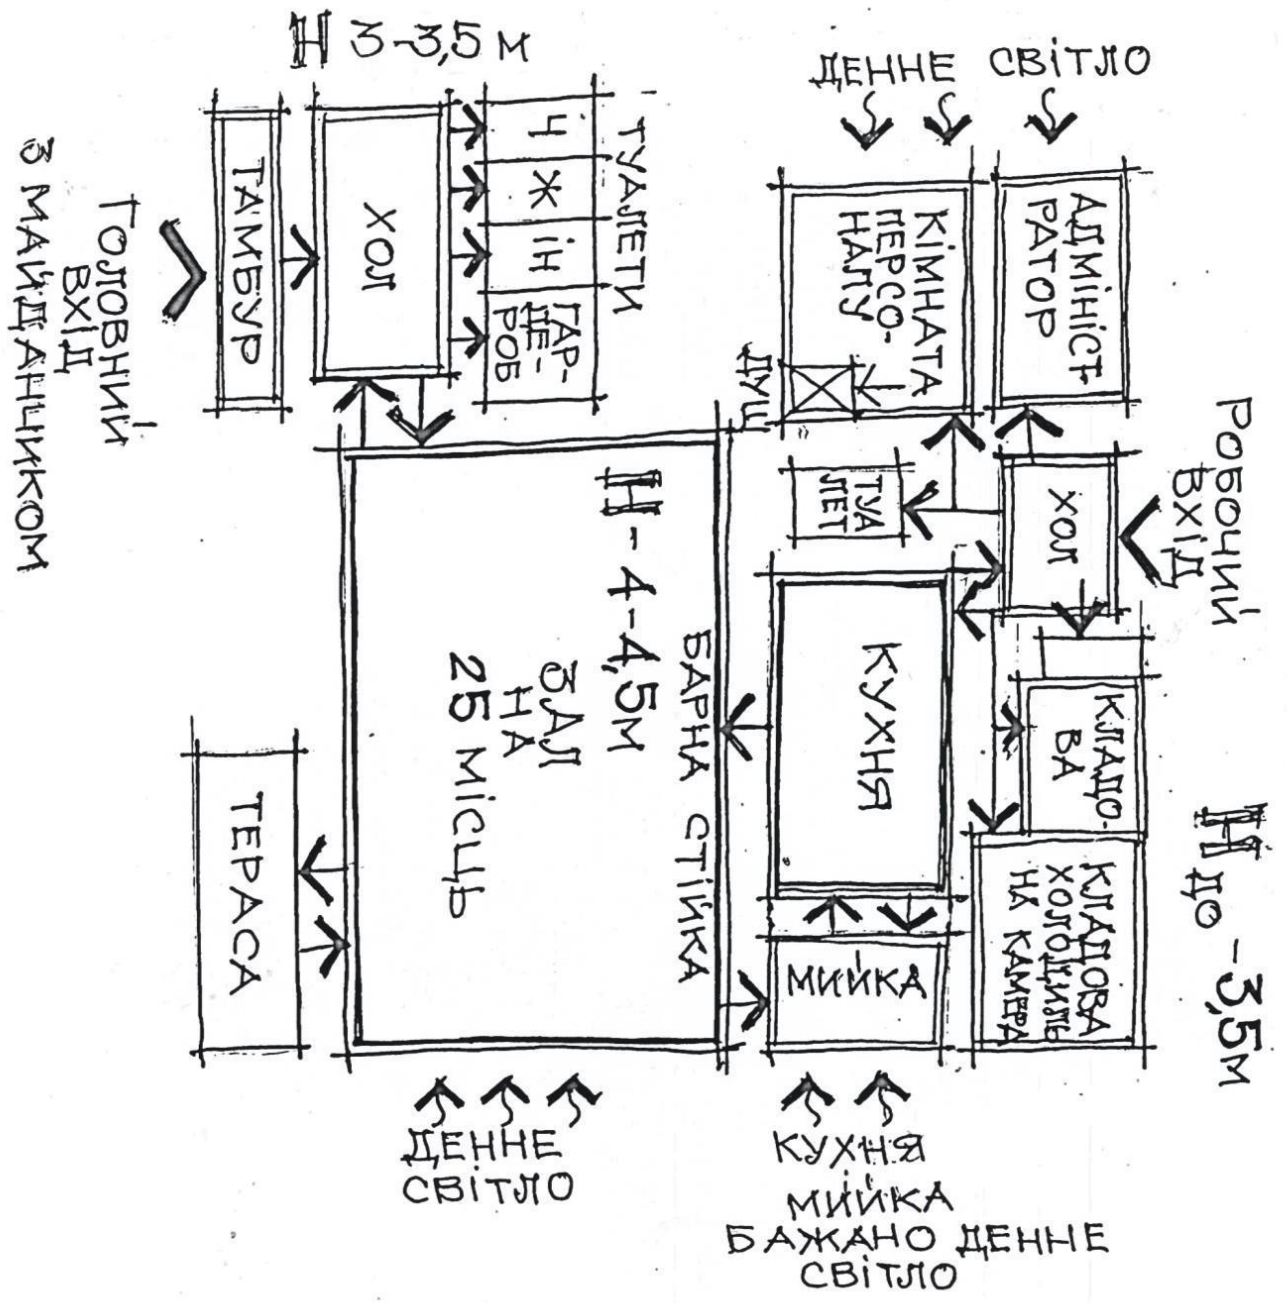 Н 3-3,5 М
ДЕННЕ СВІТЛО
ГОЛОВНИЙ
ВХІД
З МАЙДАНЧИКОМ
ТАМБУР
ХОЛ
Ч
Ж
ІН
ГАР-
ДЕ-
РОБ
ТУАЛЕТИ
КІМНАТА
ПЕРСО-
НАЛУ
ДУШ
АДМІНІСТ-
РАТОР
РОБОЧИЙ
ВХІД
ХОЛ
ТУА
ЛЕТ
Н - 4-4,5М
ЗАЛ
НА
25 МІСЦЬ
БАРНА СТІЙКА
КУХНЯ
КЛАДО-
ВА
КЛАДОВА
ХОЛОДИЛЬ
НА КАМЕРА
Н ДО -3,5М
ТЕРАСА
МИЙКА
ДЕННЕ
СВІТЛО
КУХНЯ
МИЙКА
БАЖАНО ДЕННЕ
СВІТЛО